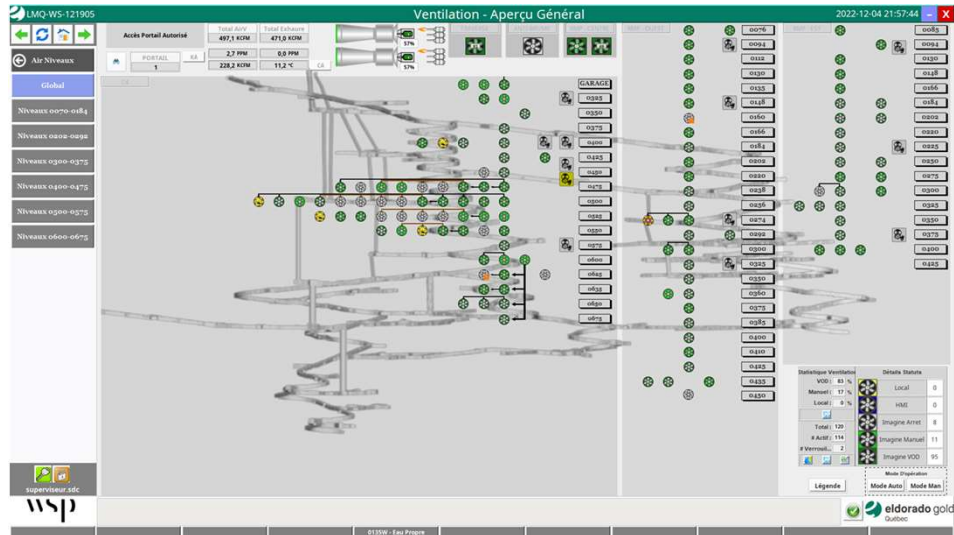 LMQ-WS-121905
Ventilation - Aperçu Général
2022-12-04 21:57:44
Accès Portail Autorisé
Total AirV
497,1 KCFM
Total Exhaure
471,0 KCFM
PORTAIL
1
2,7 PPM
0,0 PPM
228,2 KCFM
11,2 °C
57%
57%
Air Niveaux
Global
Niveaux 0070-0184
Niveaux 0202-0292
Niveaux 0300-0375
Niveaux 0400-0475
Niveaux 0500-0575
Niveaux 0600-0675
GARAGE
0325
0350
0375
0400
0425
0450
0475
0500
0525
0550
0575
0600
0625
0635
0650
0675
0076
0094
0112
0130
0135
0148
0160
0166
0184
0202
0220
0238
0256
0274
0292
0300
0325
0350
0360
0375
0385
0400
0410
0425
0435
0450
0085
0094
0130
0148
0166
0184
0202
0220
0225
0250
0275
0300
0325
0350
0375
0400
0425
Statistique Ventilation
VOD : 83 %
Manuel : 17 %
Local : 0 %
Total : 120
# Actif : 114
# Verrouil... 2
Détails Statuts
Local 0
HMI 0
Imagine Arret 8
Imagine Manuel 11
Imagine VOD 95
Légende
Mode D'opération
Mode Auto
Mode Man
superviseur.sdc
wsp
eldorado gold
Québec
0135W - Eau Propre